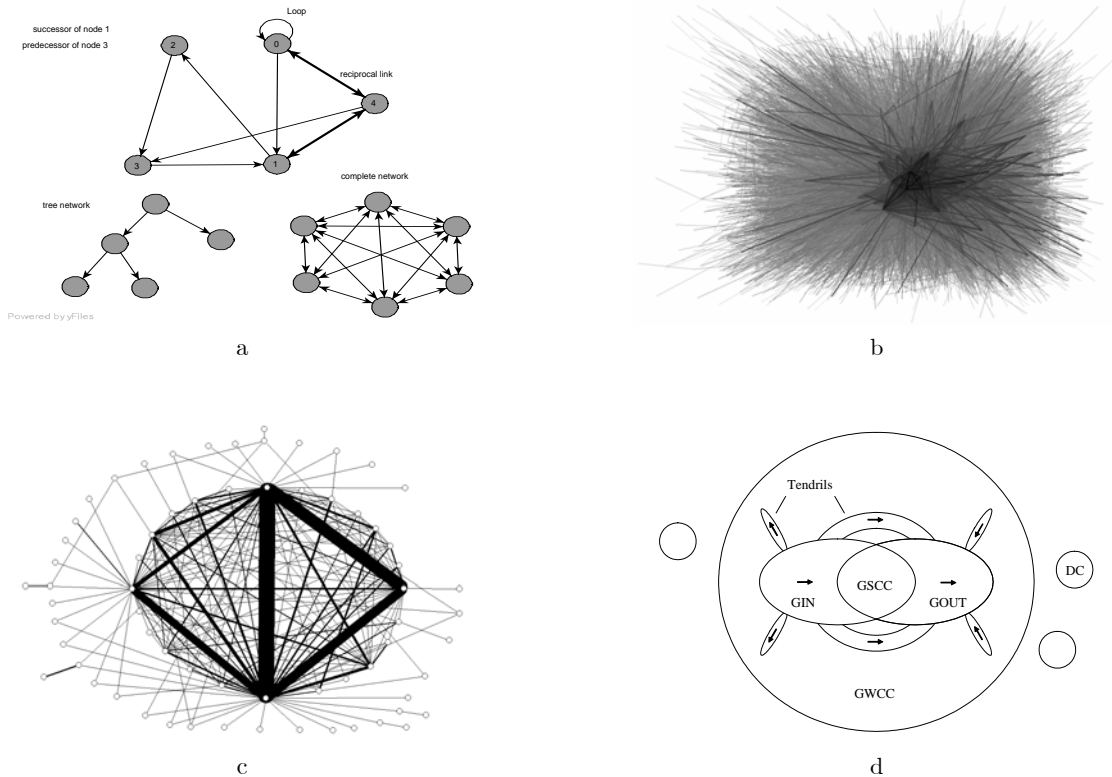 successor of node 1
predecessor of node 3
Loop
2
0
reciprocal link
4
3
1
tree network
complete network
Powered by yFiles
a
b
c
Tendrils
GIN
GSCC
GOUT
DC
GWCC
d